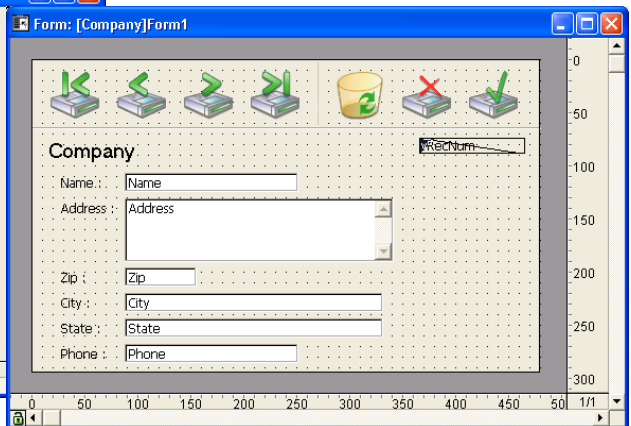 Form: [Company]Form1
0
50
100
150
200
250
300
Company
vRecNum
Name : Name
Address : Address
Zip : Zip
City : City
State : State
Phone : Phone
0 50 100 150 200 250 300 350 400 450 50 1/1